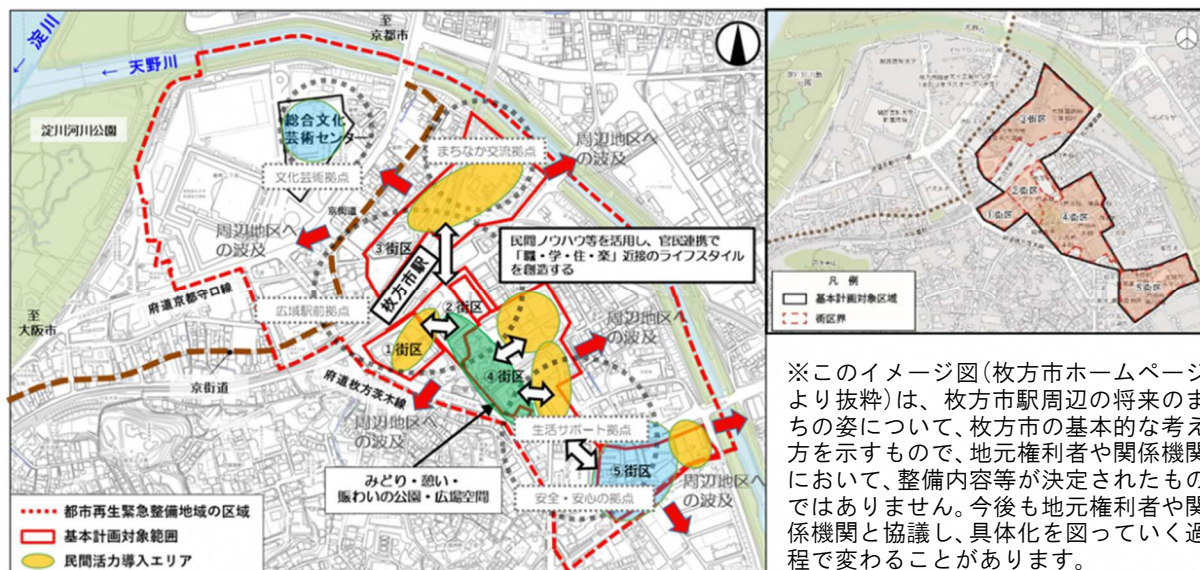 至
京都市
淀川
← 天野川
淀川河川公園
総合文化
芸術センター
文化芸術拠点
まちなか交流拠点
周辺地区へ
の波及
京街道
周辺地区へ
の波及
③街区
枚方市駅
民間ノウハウ等を活用し、官民連携で
「職・学・住・楽」近接のライフスタイル
を創造する
府道京都守口線
広域駅前拠点
②街区
①街区
周辺地区へ
の波及
至
大阪市
④街区
京街道
府道枚方茨木線
周辺地区へ
の波及
生活サポート拠点
⑤街区
みどり・憩い・
賑わいの公園・広場空間
安全・安心の拠点
周辺地区へ
の波及
都市再生緊急整備地域の区域
基本計画対象範囲
民間活力導入エリア
3街区
2街区
1街区
4街区
5街区
凡 例
基本計画対象区域
街区界
※このイメージ図(枚方市ホームページ
より抜粋)は、枚方市駅周辺の将来のま
ちの姿について、枚方市の基本的な考え
方を示すもので、地元権利者や関係機関
において、整備内容等が決定されたもの
ではありません。今後も地元権利者や関
係機関と協議し、具体化を図っていく過
程で変わることがあります。